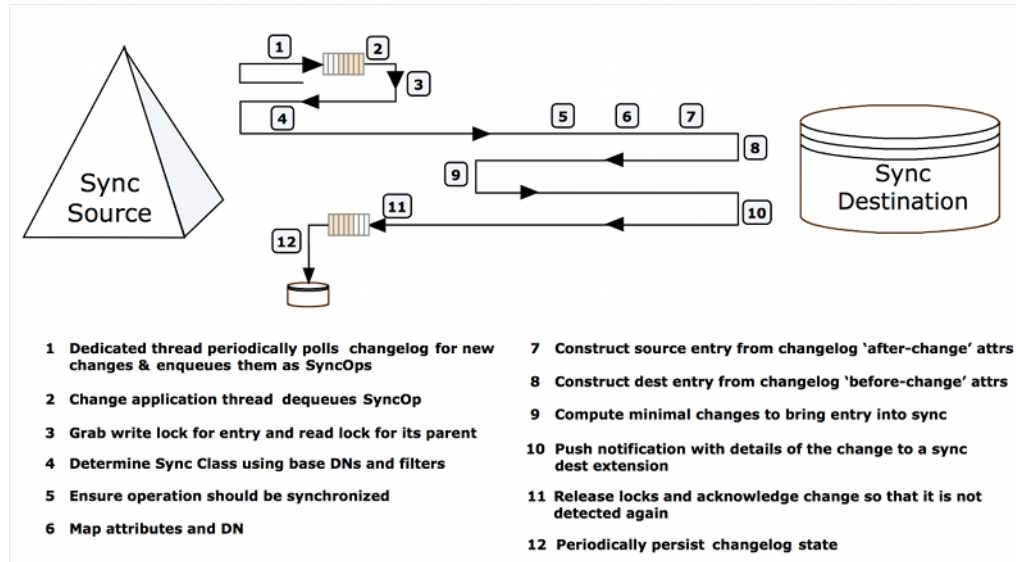 1
2
3
4
5
6
7
8
9
10
11
12
Sync
Source
Sync
Destination
1 Dedicated thread periodically polls changelog for new
changes & enqueues them as SyncOps
2 Change application thread dequeues SyncOp
3 Grab write lock for entry and read lock for its parent
4 Determine Sync Class using base DNs and filters
5 Ensure operation should be synchronized
6 Map attributes and DN
7 Construct source entry from changelog ‘after-change’ attrs
8 Construct dest entry from changelog ‘before-change’ attrs
9 Compute minimal changes to bring entry into sync
10 Push notification with details of the change to a sync
dest extension
11 Release locks and acknowledge change so that it is not
detected again
12 Periodically persist changelog state